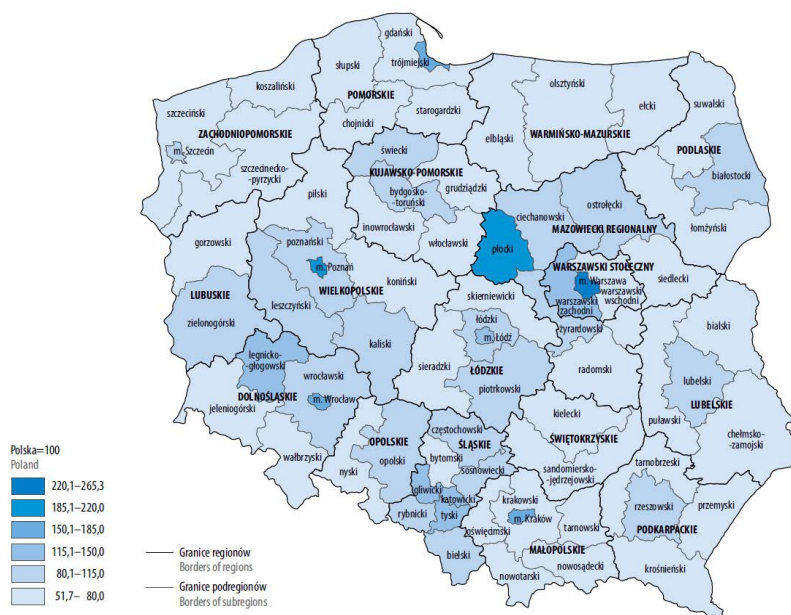 gdański
słupski
trójmiejski
koszaliński
POMORSKIE
olsztyński
suwalski
ełcki
szczeciński
starogardzki
chojnicki
ZACHODNIOPOMORSKIE
elbląski
WARMIŃSKO-MAZURSKIE
m. Szczecin
świecki
PODLASKIE
szczecinecko-
-pyrzycki
KUJAWSKO-POMORSKIE
białostocki
pilski
bydgosko-
-toruński
grudziądzki
ostrołęcki
ciechanowski
inowrocławski
MAZOWIECKI REGIONALNY
gorzowski
poznański
włocławski
płocki
łomżyński
m. Poznań
WARSZAWSKI STOŁECZNY
koniński
m. Warszawa
siedlecki
LUBUSKIE
WIELKOPOLSKIE
skierniewicki
warszawski
wschodni
leszczyński
warszawski
zachodni
zielonogórski
łódzki
bialski
żyrardowski
m. Łódź
legnicko-
-głogowski
kaliski
sieradzki
radomski
ŁÓDZKIE
wrocławski
lubelski
piotrkowski
DOLNOŚLĄSKIE
m. Wrocław
LUBELSKIE
jeleniogórski
kielecki
puławski
OPOLSKIE
częstochowski
chełmsko-
-zamojski
ŚLĄSKIE
ŚWIĘTOKRZYSKIE
Polska=100
Poland
wałbrzyski
opolski
bytomski
nyski
sosnowiecki
sandomiersko-
-jędrzejowski
tarnobrzeski
220,1–265,3
gliwicki
185,1–220,0
katowicki
krakowski
rzeszowski
przemyski
150,1–185,0
rybnicki
tyski
m. Kraków
PODKARPACKIE
115,1–150,0
oświęcimski
tarnowski
Granice regionów
Borders of regions
MAŁOPOLSKIE
80,1–115,0
bielski
nowosądecki
krośnieński
51,7– 80,0
Granice podregionów
Borders of subregions
nowotarski